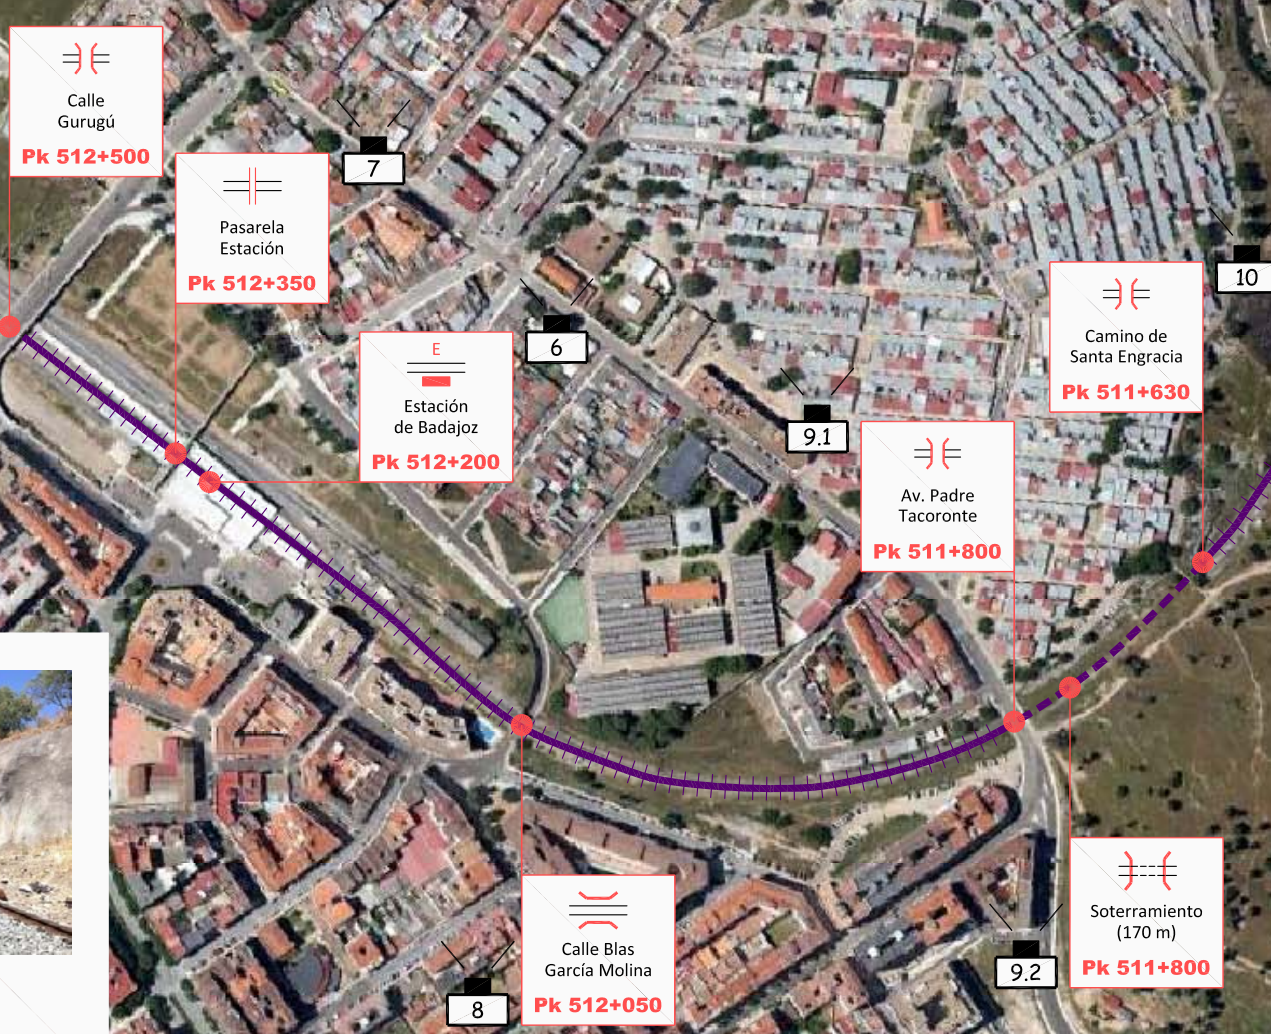 Calle
Gurugú
Pk 512+500
7
Pasarela
Estación
Pk 512+350
10
6
E
Estación
de Badajoz
Pk 512+200
Camino de
Santa Engracia
Pk 511+630
9.1
Av. Padre
Tacoronte
Pk 511+800
Soterramiento
(170 m)
Pk 511+800
Calle Blas
García Molina
Pk 512+050
8
9.2